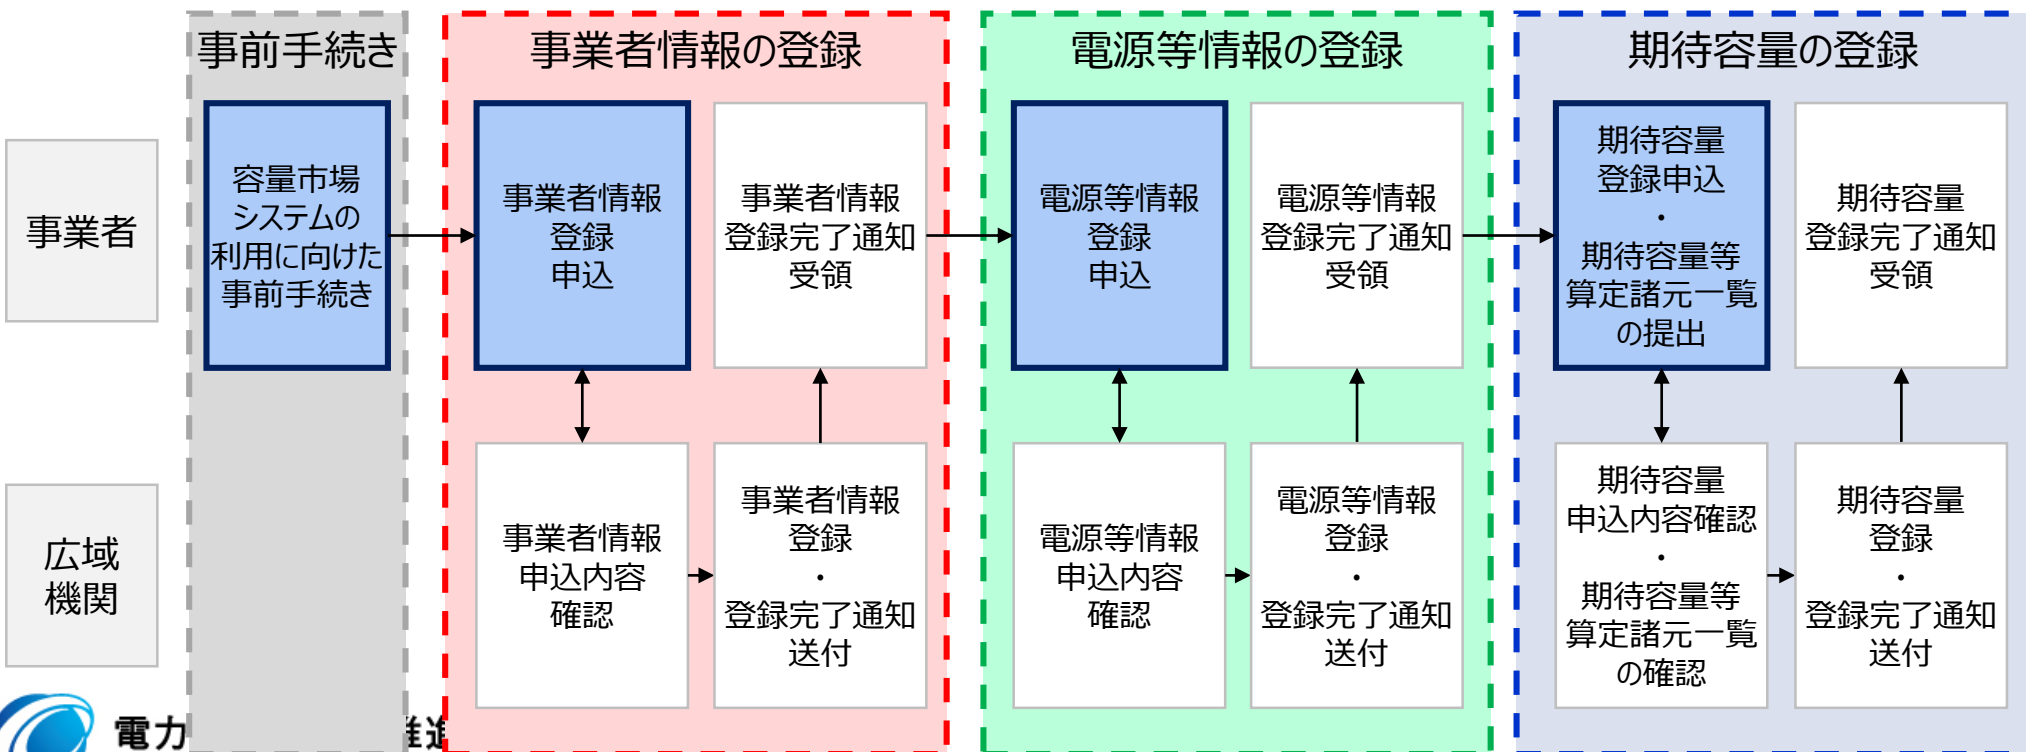 事前手続き
事業者情報の登録
電源等情報の登録
期待容量の登録
事業者
容量市場
システムの
利用に向けた
事前手続き
事業者情報
登録
申込
事業者情報
登録完了通知
受領
電源等情報
登録
申込
電源等情報
登録完了通知
受領
期待容量
登録申込
・
期待容量等
算定諸元一覧
の提出
期待容量
登録完了通知
受領
広域
機関
事業者情報
申込内容
確認
事業者情報
登録
・
登録完了通知
送付
電源等情報
申込内容
確認
電源等情報
登録
・
登録完了通知
送付
期待容量
申込内容確認
・
期待容量等
算定諸元一覧
の確認
期待容量
登録
・
登録完了通知
送付
電力